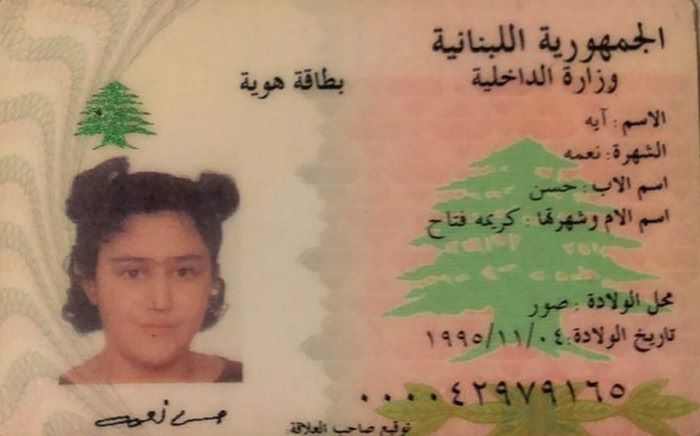 الجمهورية اللبنانية
وزارة الداخلية
بطاقة هوية
الاسم : آيه
الشهرة : نعمه
اسم الاب : حسن
اسم الام وشهرتها : كريمه فتاح
محل الولادة : صور
تاريخ الولادة : ١٩٩٥/١١/٠٤
٠٠٠٠٤٢٩٧٩١٦٥
حسن نعمه
توقيع صاحب العلاقة: